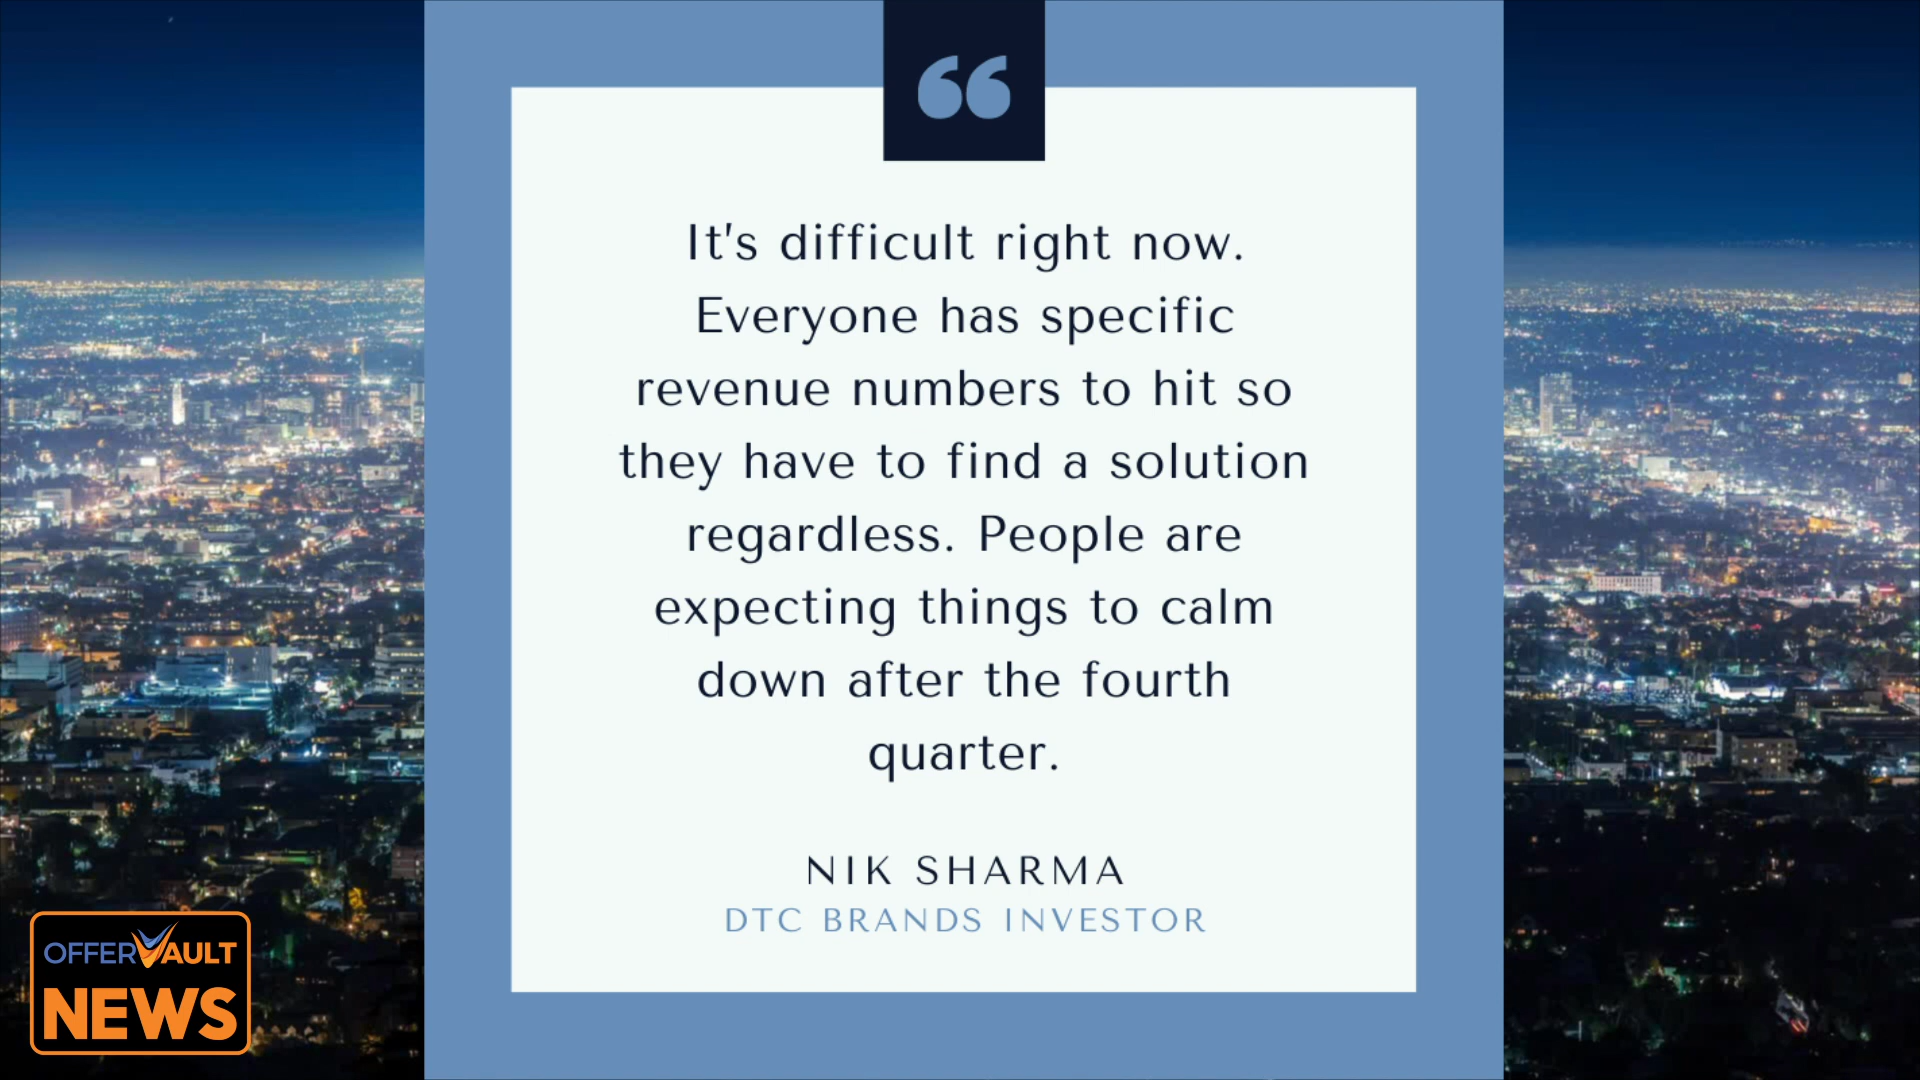 It's difficult right now.
Everyone has specific
revenue numbers to hit so
they have to find a solution
regardless. People are
expecting things to calm
down after the fourth
quarter.
NIK SHARMA
DTC BRANDS INVESTOR
OFFERVAULT
NEWS